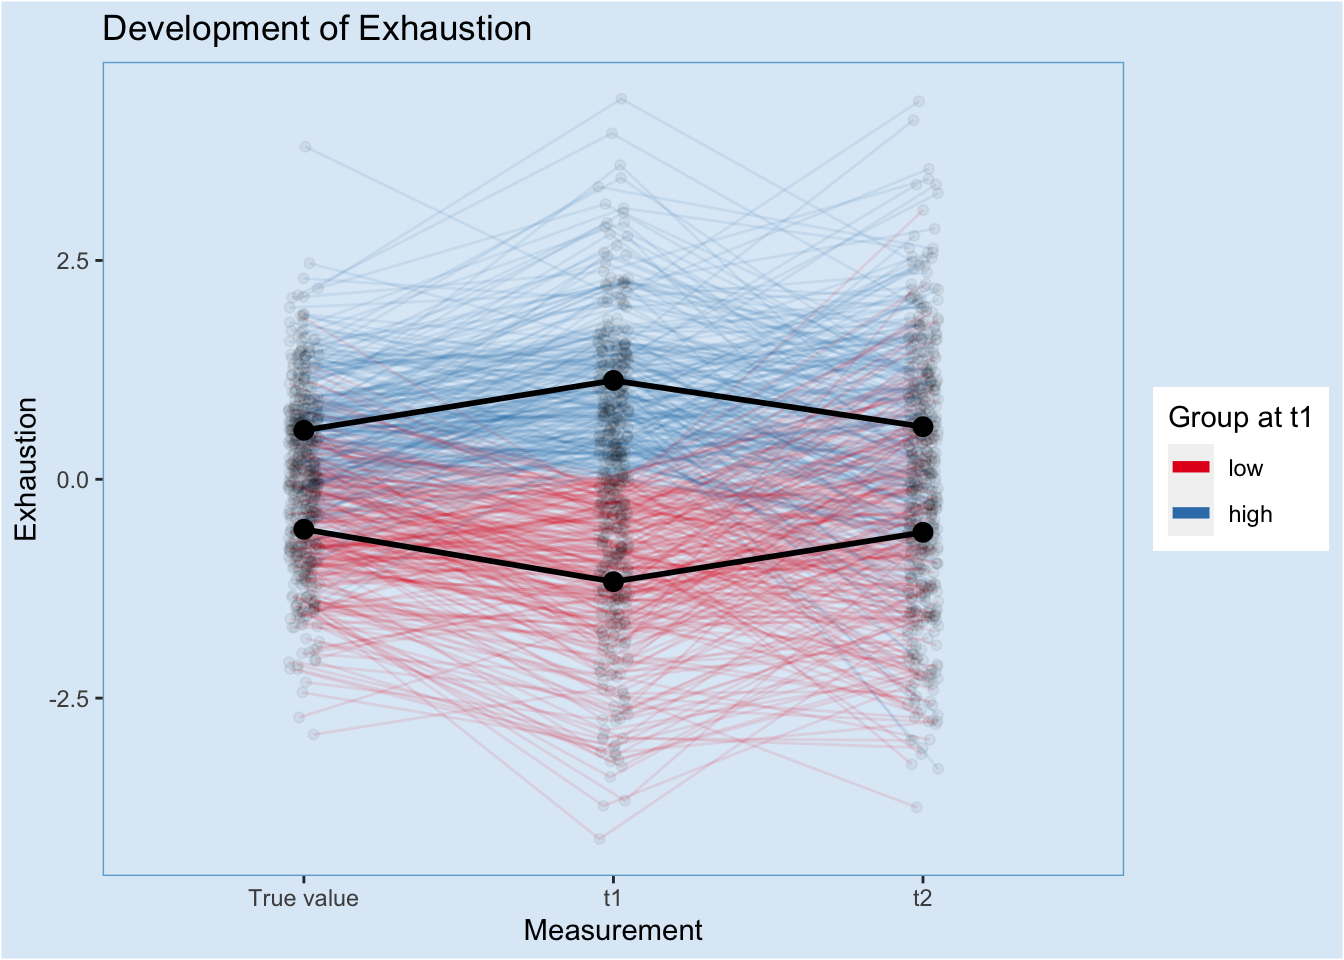 Development of Exhaustion
Exhaustion
2.5
0.0
-2.5
True value
t1
t2
Measurement
Group at t1
low
high